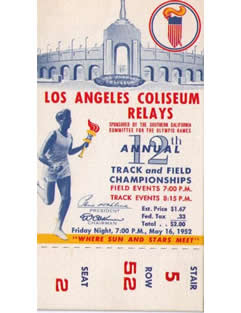 LOS ANGELES COLISEUM
RELAYS
SPONSORED BY THE SOUTHERN CALIFORNIA
COMMITTEE FOR THE OLYMPIC GAMES
12th
ANNUAL
TRACK and FIELD
CHAMPIONSHIPS
FIELD EVENTS 7:00 P.M.
TRACK EVENTS 8:15 P.M.
PRESIDENT
CHAIRMAN
Est. Price $1.67
Fed. Tax .33
Total $2.00
Friday Night, 7:00 P.M., May 16, 1952
"WHERE SUN AND STARS MEET"
SEAT 2
ROW 52
STAIR 5